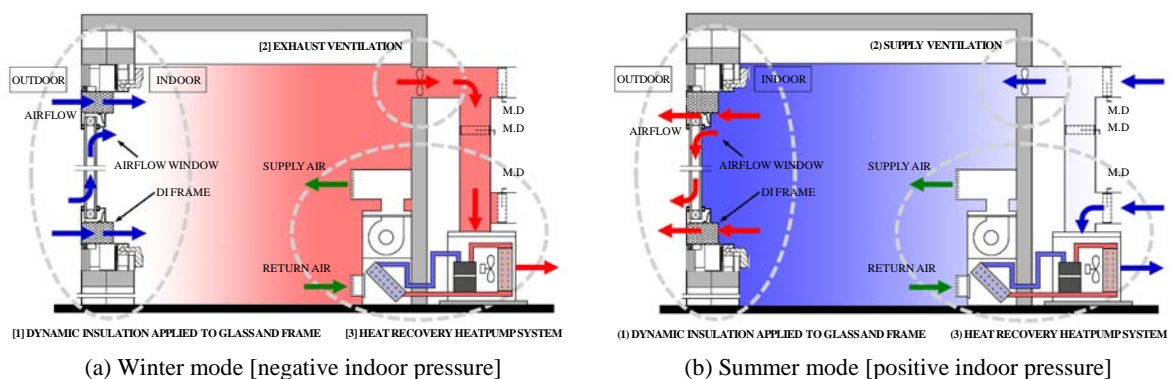 [2] EXHAUST VENTILATION
OUTDOOR
INDOOR
AIRFLOW
M.D
M.D
AIRFLOW WINDOW
SUPPLY AIR
M.D
DI FRAME
RETURN AIR
[1] DYNAMIC INSULATION APPLIED TO GLASS AND FRAME
[3] HEAT RECOVERY HEATPUMP SYSTEM
(a) Winter mode [negative indoor pressure]
(2) SUPPLY VENTILATION
OUTDOOR
INDOOR
M.D
AIRFLOW
M.D
AIRFLOW WINDOW
SUPPLY AIR
M.D
DI FRAME
RETURN AIR
(1) DYNAMIC INSULATION APPLIED TO GLASS AND FRAME
(3) HEAT RECOVERY HEATPUMP SYSTEM
(b) Summer mode [positive indoor pressure]